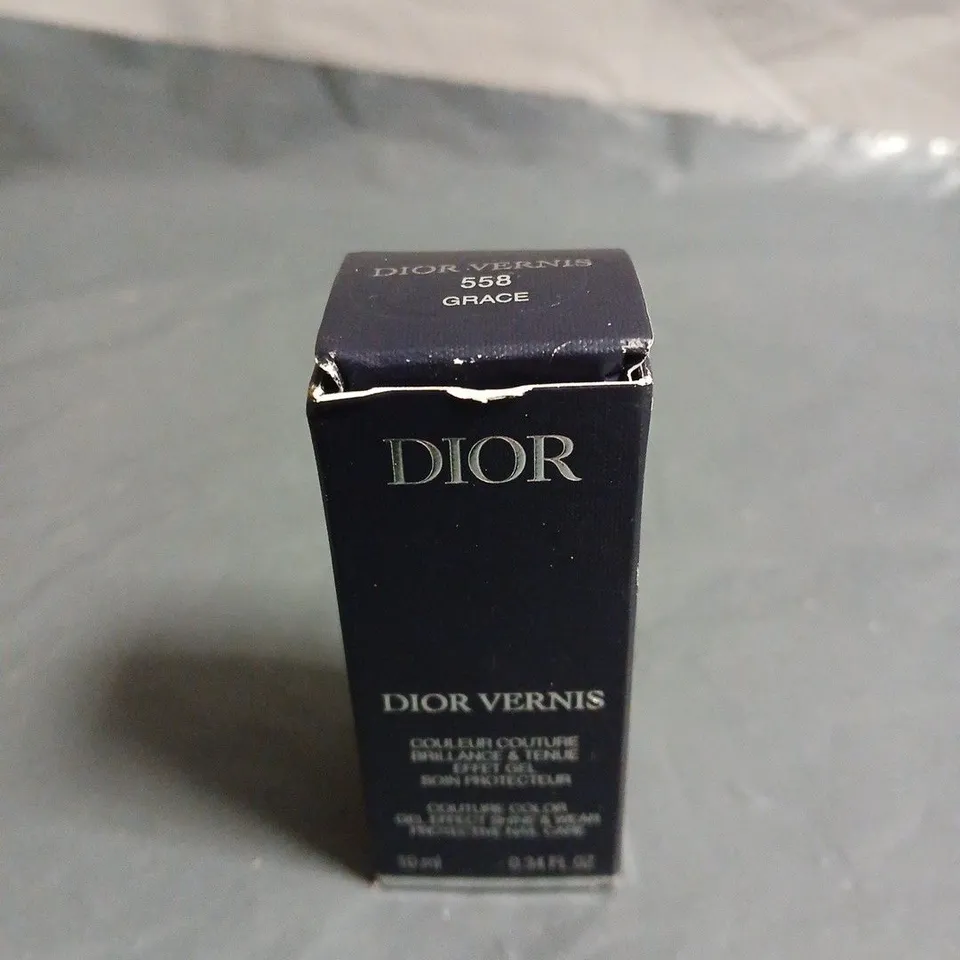 DIOR VERNIS
558
GRACE
DIOR
DIOR VERNIS
COULEUR COUTURE
BRILLANCE & TENUE
EFFET GEL
SOIN PROTECTEUR
COUTURE COLOR
GEL EFFECT SHINE & WEAR
PROTECTIVE NAIL CARE
10 ml 0.34 FL OZ